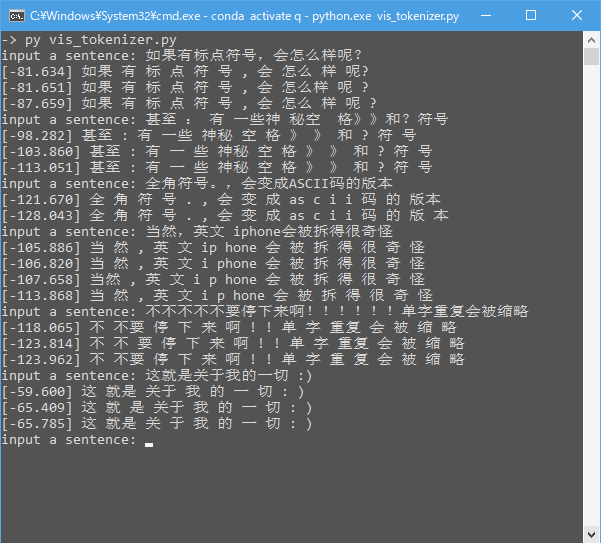 C:¥Windows¥System32¥cmd.exe - conda  activate q - python.exe  vis_tokenizer.py
-> py vis_tokenizer.py
input a sentence: 如果有标点符号，会怎么样呢？
[-81.634] 如果 有 标 点 符 号 , 会 怎么 样 呢?
[-81.651] 如果 有 标 点 符 号 , 会 怎么样 呢 ?
[-87.659] 如果 有 标 点 符 号 , 会 怎么 样 呢 ?
input a sentence: 甚至 ： 有 一些神 秘空  格》》和？符号
[-98.282] 甚至 : 有 一些 神秘 空 格 》 》 和 ? 符 号
[-103.860] 甚至 : 有 一 些 神秘 空 格 》 》 和 ? 符 号
[-113.051] 甚至 : 有 一 些 神秘 空 格 》 》 和 ? 符 号
input a sentence: 全角符号。，会变成ASCII码的版本
[-121.670] 全 角 符 号 . , 会 变 成 as c i i 码 的 版本
[-128.043] 全 角 符 号 . , 会 变 成 as c i i 码 的 版 本
input a sentence: 当然，英文 iphone会被拆得很奇怪
[-105.886] 当 然 , 英 文 ip hone 会 被 拆 得 很 奇 怪
[-106.820] 当 然 , 英 文 i phone 会 被 拆 得 很 奇 怪
[-107.658] 当然 , 英 文 i p hone 会 被 拆 得 很 奇 怪
[-113.868] 当 然 , 英 文 i p hone 会 被 拆 得 很 奇 怪
input a sentence: 不不不不不要停下来啊！！！！！！单字重复会被缩略
[-118.065] 不 不要 停 下 来 啊 ! ! 单 字 重复 会 被 缩 略
[-123.814] 不 不 要 停 下 来 啊 ! ! 单 字 重复 会 被 缩 略
[-123.962] 不 不要 停 下 来 啊 ! ! 单 字 重 复 会 被 缩 略
input a sentence: 这就是关于我的一切 :)
[-59.600] 这 就是 关于 我 的 一切 : )
[-65.409] 这 就 是 关于 我 的 一切 : )
[-65.785] 这 就是 关 于 我 的 一切 : )
input a sentence: